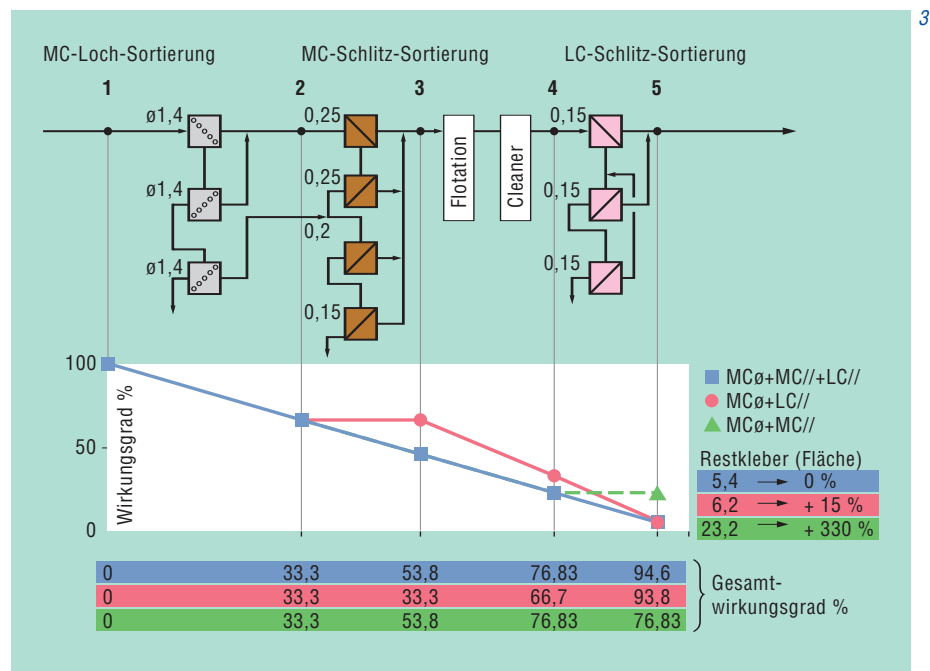 3
MC-Loch-Sortierung MC-Schlitz-Sortierung LC-Schlitz-Sortierung
1 2 3 4 5
ø1,4 0,25 0,15
ø1,4 0,25 0,15
ø1,4 0,2 0,15
0,15
Flotation
Cleaner
100
50
0
Wirkungsgrad %
MCø+MC//+LC//
MCø+LC//
MCø+MC//
Restkleber (Fläche)
5,4 → 0 %
6,2 → + 15 %
23,2 → + 330 %
0 33,3 53,8 76,83 94,6
0 33,3 33,3 66,7 93,8
0 33,3 53,8 76,83 76,83
Gesamt-
wirkungsgrad %